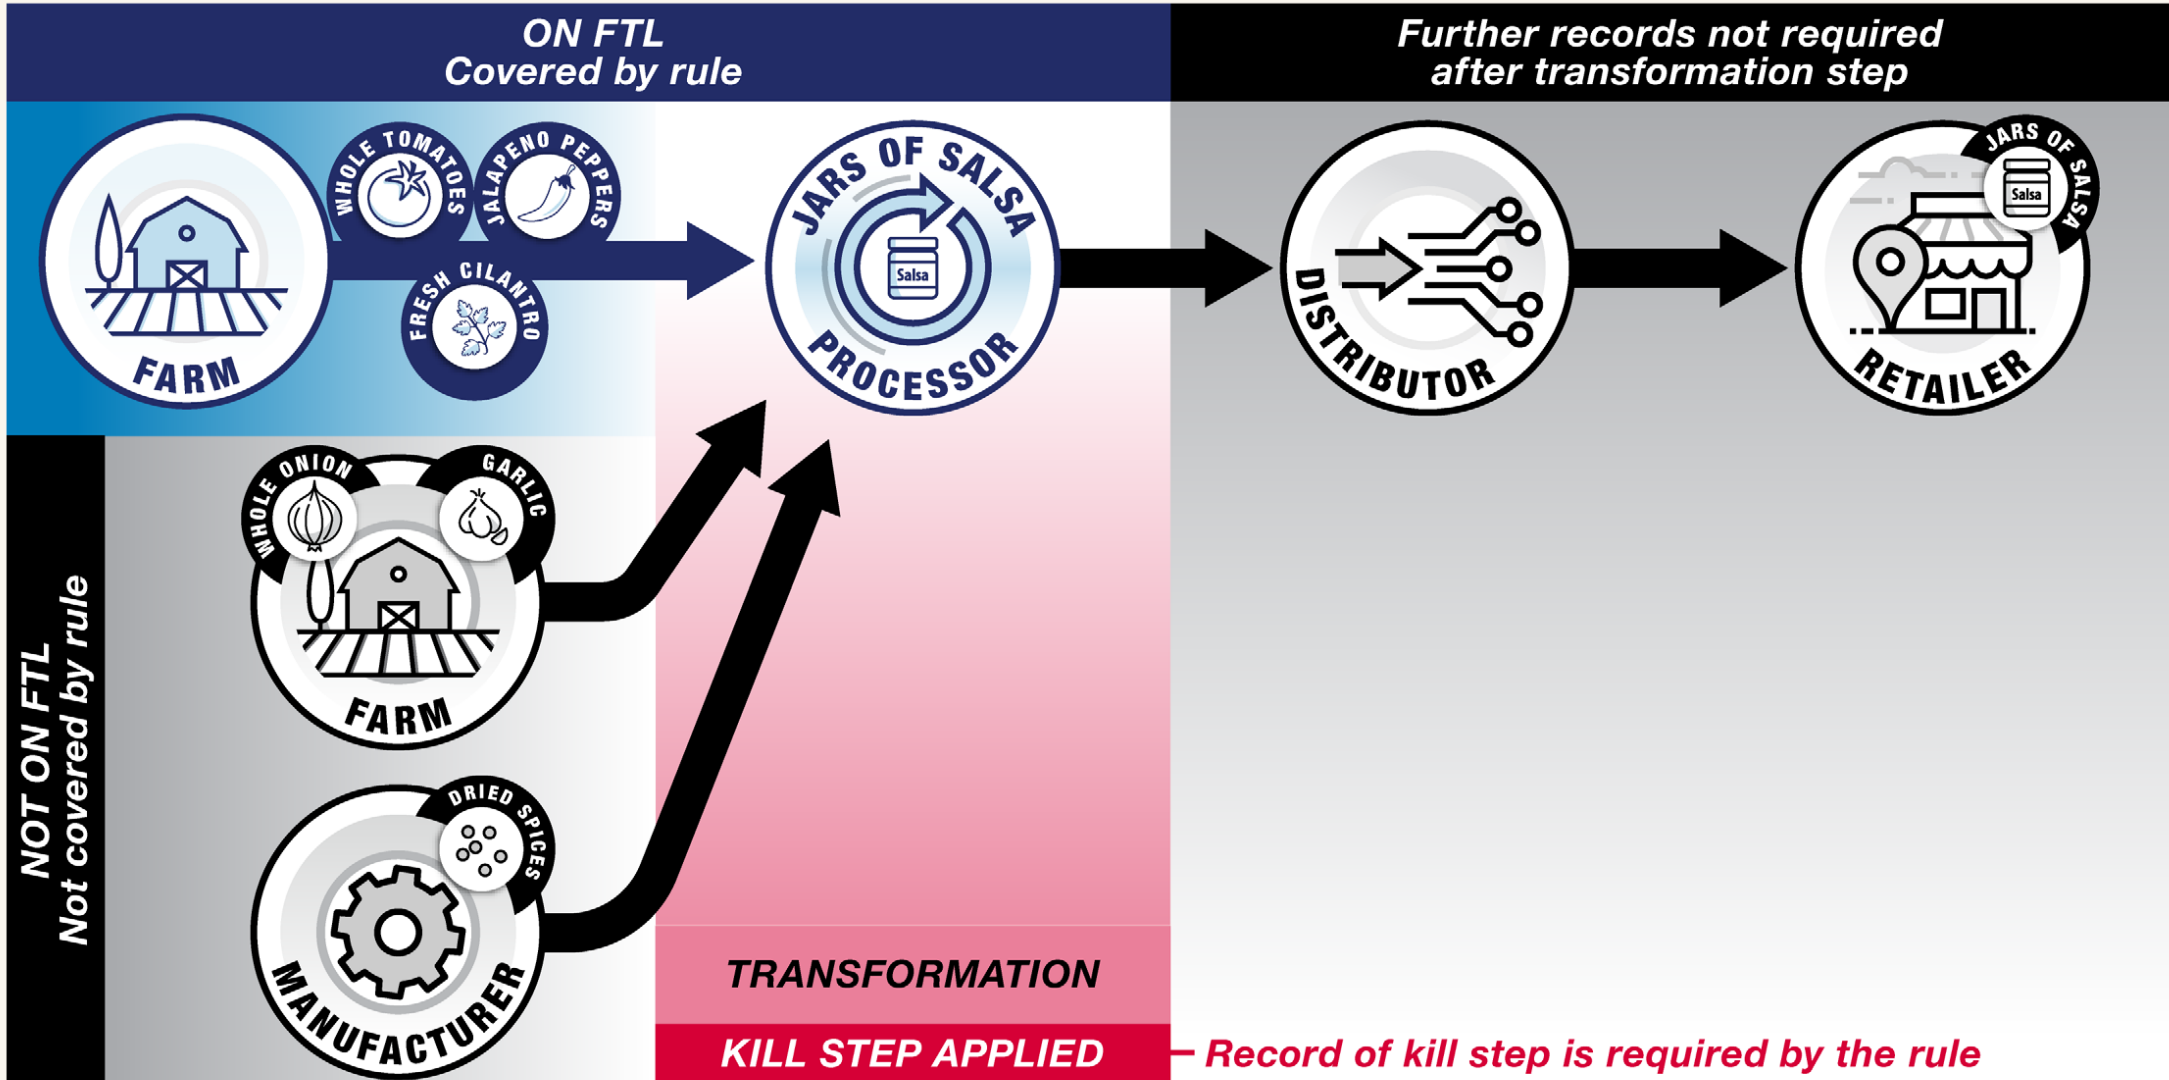 ON FTL
Covered by rule
Further records not required
after transformation step
FARM
WHOLE TOMATOES
JALAPENO PEPPERS
FRESH CILANTRO
JARS OF SALSA
Salsa
PROCESSOR
DISTRIBUTOR
JARS OF SALSA
Salsa
RETAILER
NOT ON FTL
Not covered by rule
WHOLE ONION
GARLIC
FARM
DRIED SPICES
MANUFACTURER
TRANSFORMATION
KILL STEP APPLIED
Record of kill step is required by the rule